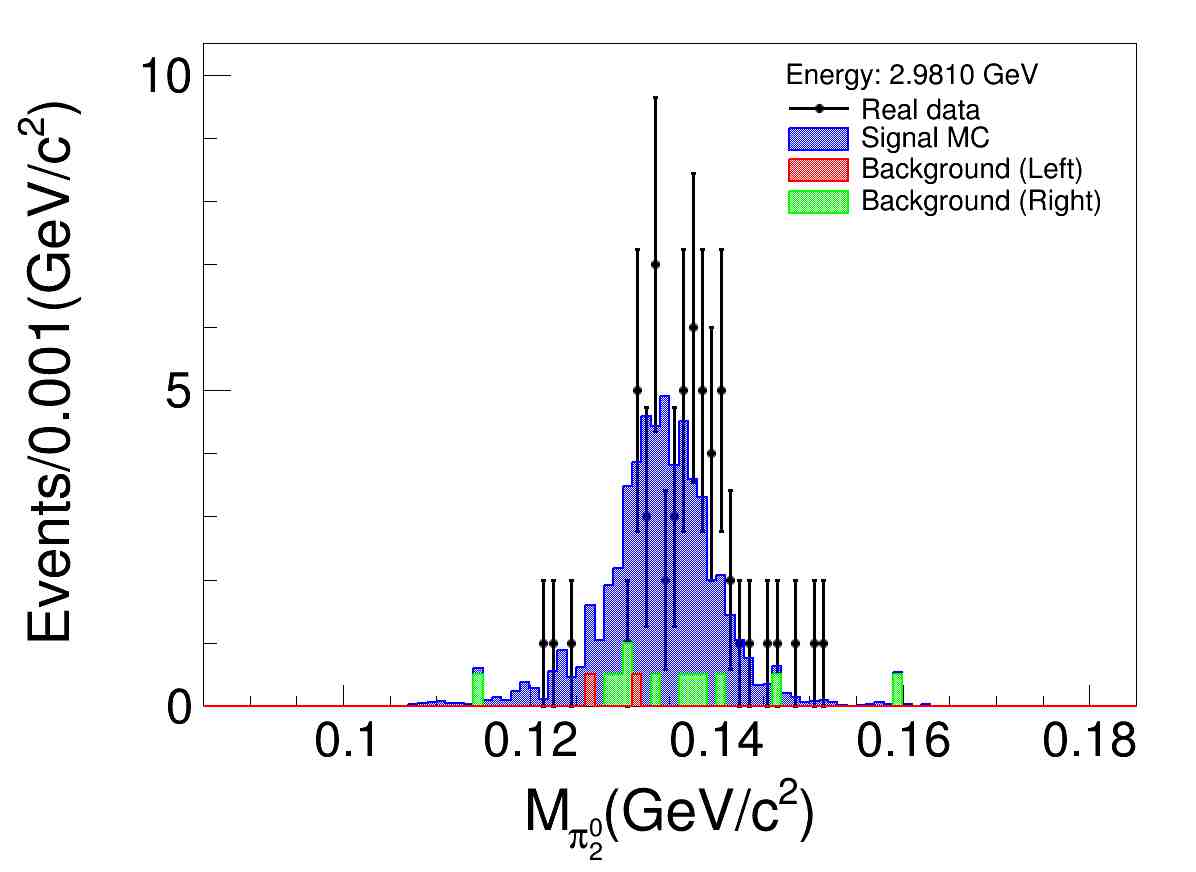 Energy: 2.9810 GeV
Real data
Signal MC
Background (Left)
Background (Right)
Events/0.001(GeV/c²)
10
5
0
0.1 0.12 0.14 0.16 0.18
M_{π⁰₂}(GeV/c²)